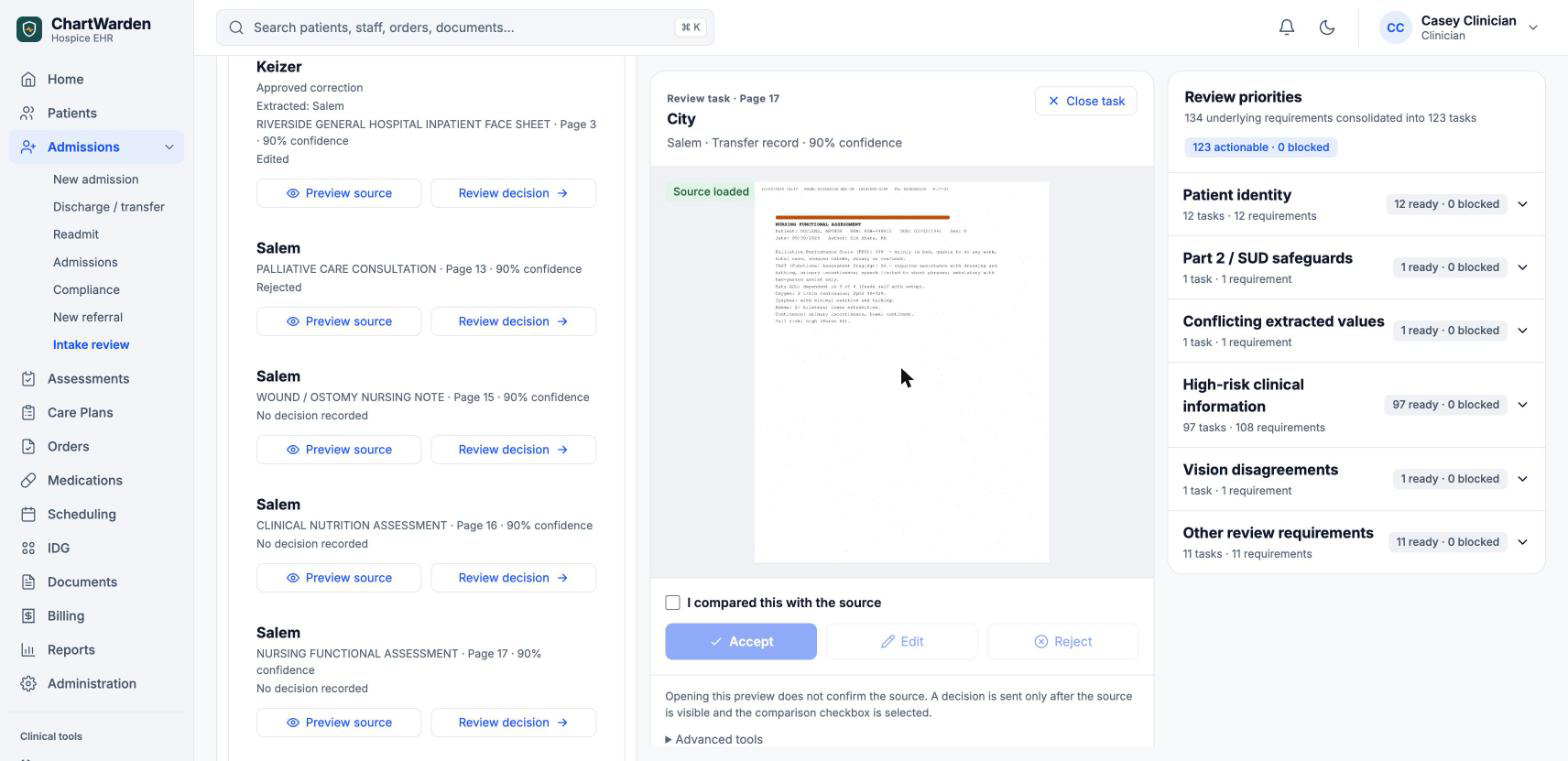 ChartWarden
Hospice EHR
Home
Patients
Admissions
New admission
Discharge / transfer
Readmit
Admissions
Compliance
New referral
Intake review
Assessments
Care Plans
Orders
Medications
Scheduling
IDG
Documents
Billing
Reports
Administration
Clinical tools
Search patients, staff, orders, documents...
⌘ K
CC
Casey Clinician
Clinician
Keizer
Approved correction
Extracted: Salem
RIVERSIDE GENERAL HOSPITAL INPATIENT FACE SHEET · Page 3
· 90% confidence
Edited
Preview source
Review decision →
Salem
PALLIATIVE CARE CONSULTATION · Page 13 · 90% confidence
Rejected
Preview source
Review decision →
Salem
WOUND / OSTOMY NURSING NOTE · Page 15 · 90% confidence
No decision recorded
Preview source
Review decision →
Salem
CLINICAL NUTRITION ASSESSMENT · Page 16 · 90% confidence
No decision recorded
Preview source
Review decision →
Salem
NURSING FUNCTIONAL ASSESSMENT · Page 17 · 90%
confidence
No decision recorded
Preview source
Review decision →
Review task · Page 17
City
Salem · Transfer record · 90% confidence
Close task
Source loaded
NURSING FUNCTIONAL ASSESSMENT
I compared this with the source
Accept
Edit
Reject
Opening this preview does not confirm the source. A decision is sent only after the source
is visible and the comparison checkbox is selected.
Advanced tools
Review priorities
134 underlying requirements consolidated into 123 tasks
123 actionable · 0 blocked
Patient identity
12 tasks · 12 requirements
12 ready · 0 blocked
Part 2 / SUD safeguards
1 task · 1 requirement
1 ready · 0 blocked
Conflicting extracted values
1 task · 1 requirement
1 ready · 0 blocked
High-risk clinical
information
97 tasks · 108 requirements
97 ready · 0 blocked
Vision disagreements
1 task · 1 requirement
1 ready · 0 blocked
Other review requirements
11 tasks · 11 requirements
11 ready · 0 blocked